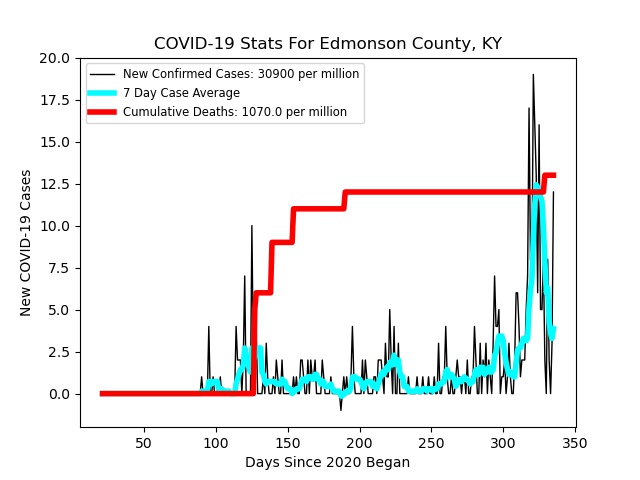 COVID-19 Stats For Edmonson County, KY
New Confirmed Cases: 30900 per million
7 Day Case Average
Cumulative Deaths: 1070.0 per million
20.0
17.5
15.0
12.5
10.0
7.5
5.0
2.5
0.0
New COVID-19 Cases
50 100 150 200 250 300 350
Days Since 2020 Began